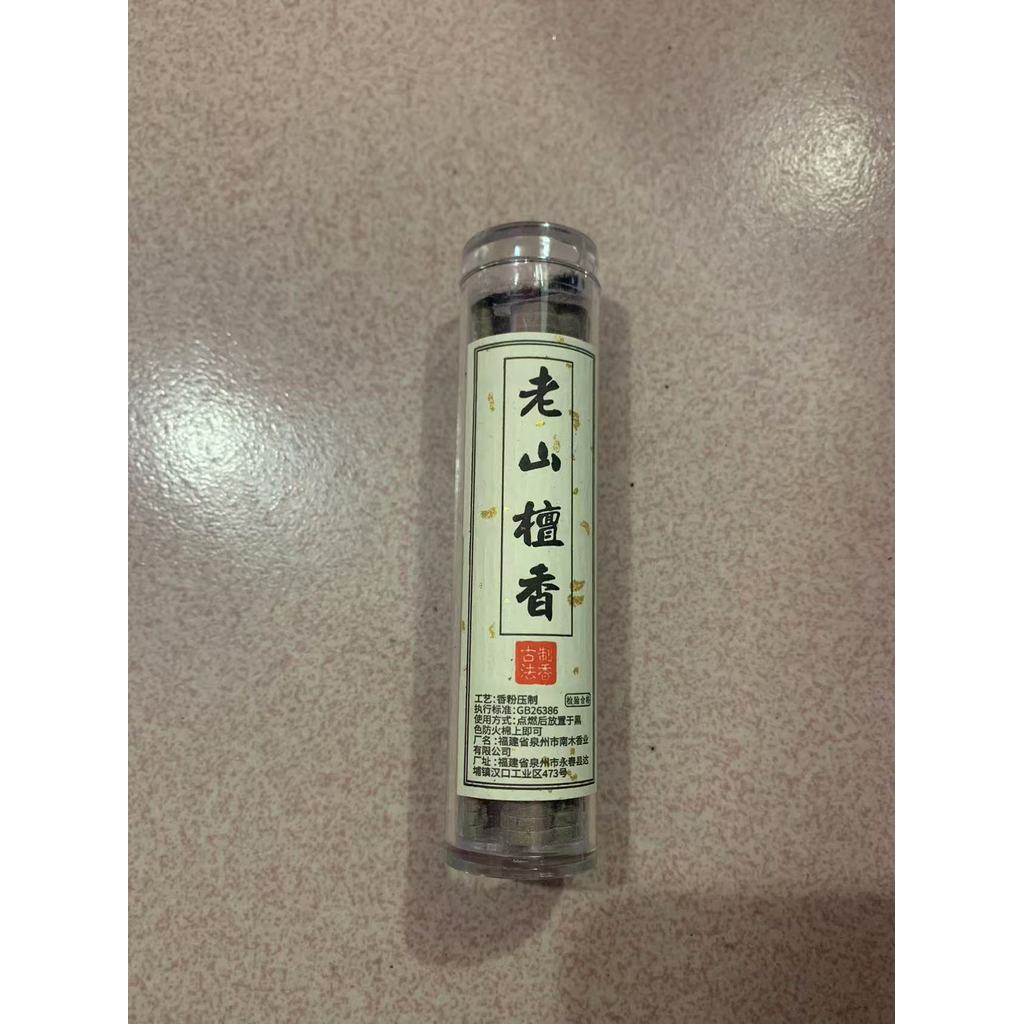 老山檀香
古法
制香
工艺:香粉压制
检验合格
执行标准:GB26386
使用方式:点燃后放置于黑
色防火棉上即可
厂名:福建省泉州市南木香业
有限公司
厂址:福建省泉州市永春县达
埔镇汉口工业区473号